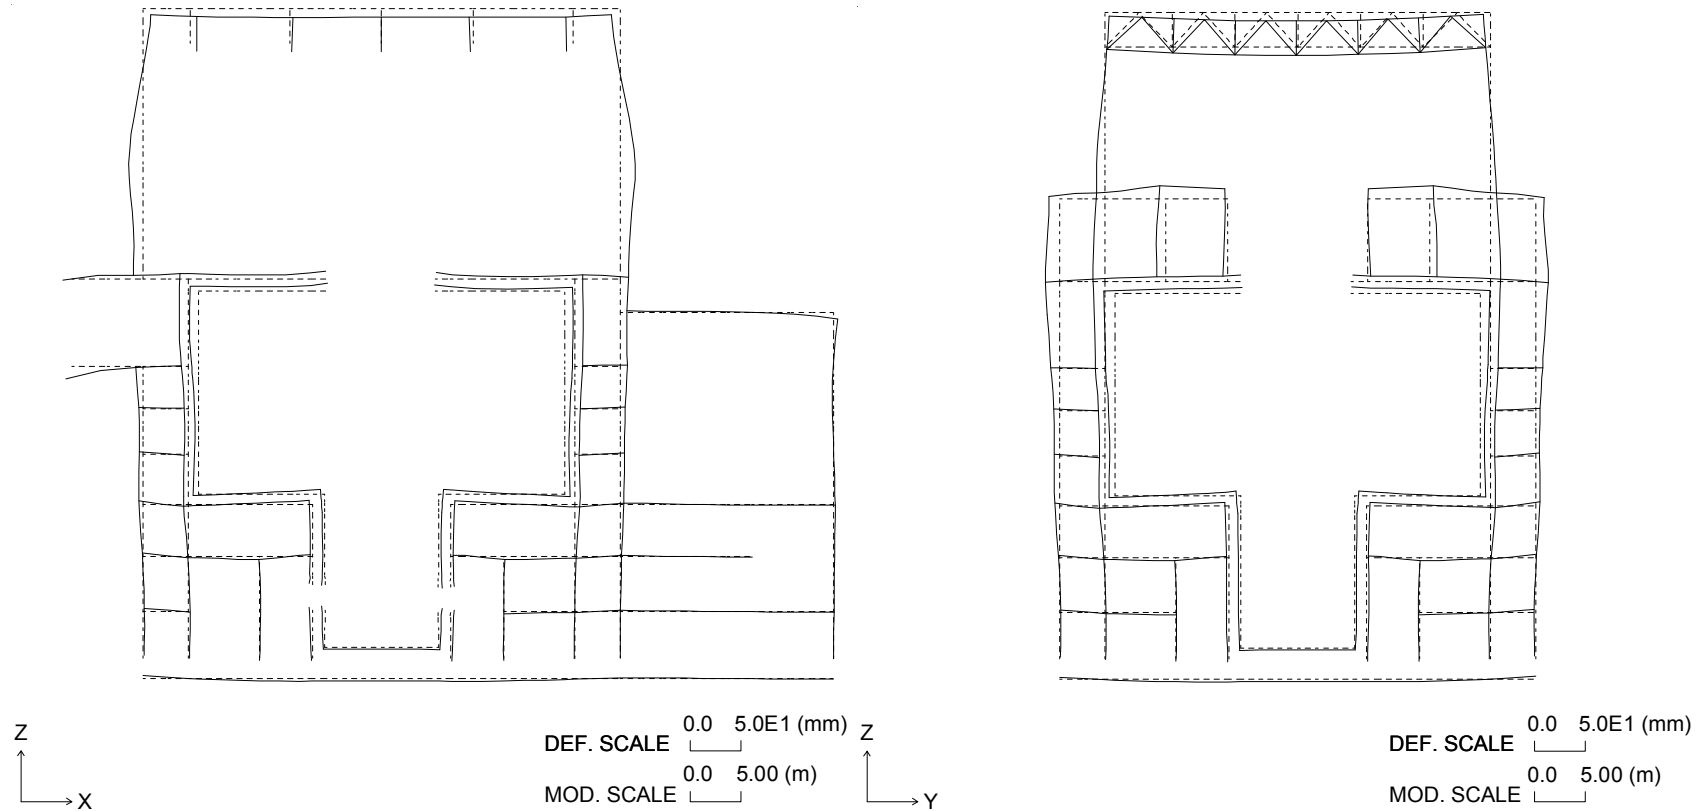 Z
X
DEF. SCALE 0.0 5.0E1 (mm)
MOD. SCALE 0.0 5.00 (m)
Z
Y
DEF. SCALE 0.0 5.0E1 (mm)
MOD. SCALE 0.0 5.00 (m)